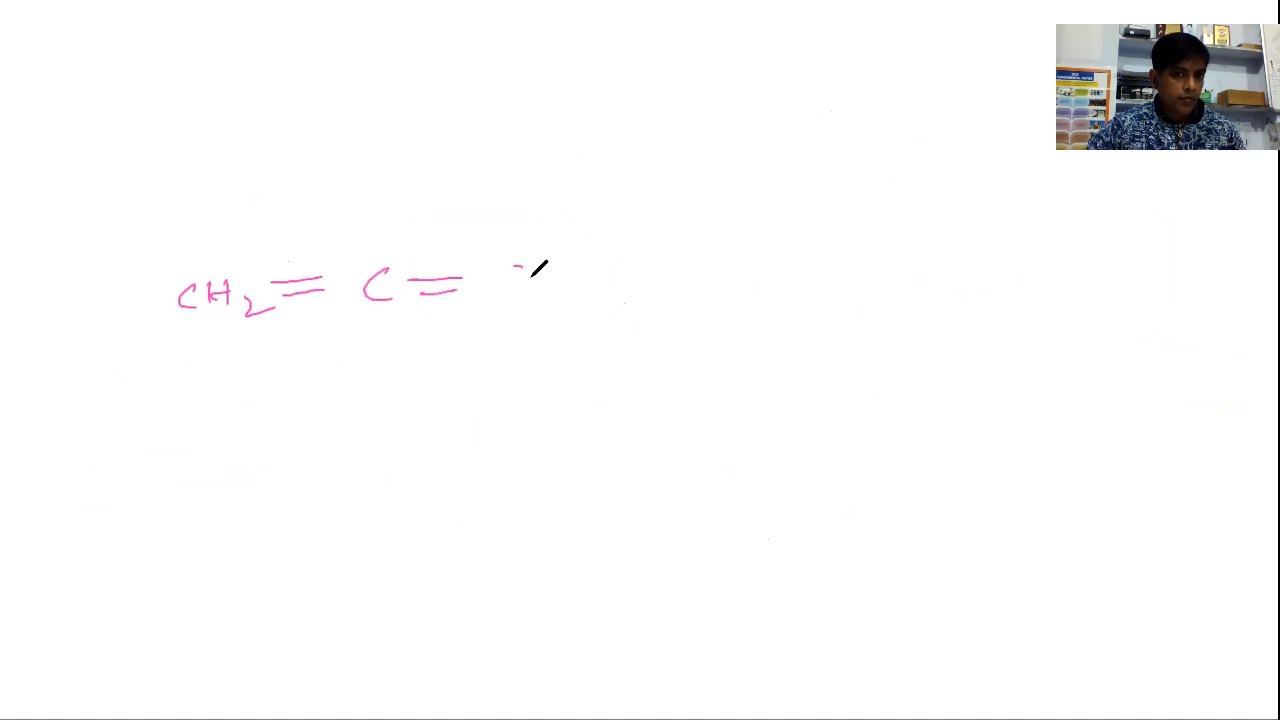 CH2 = C =